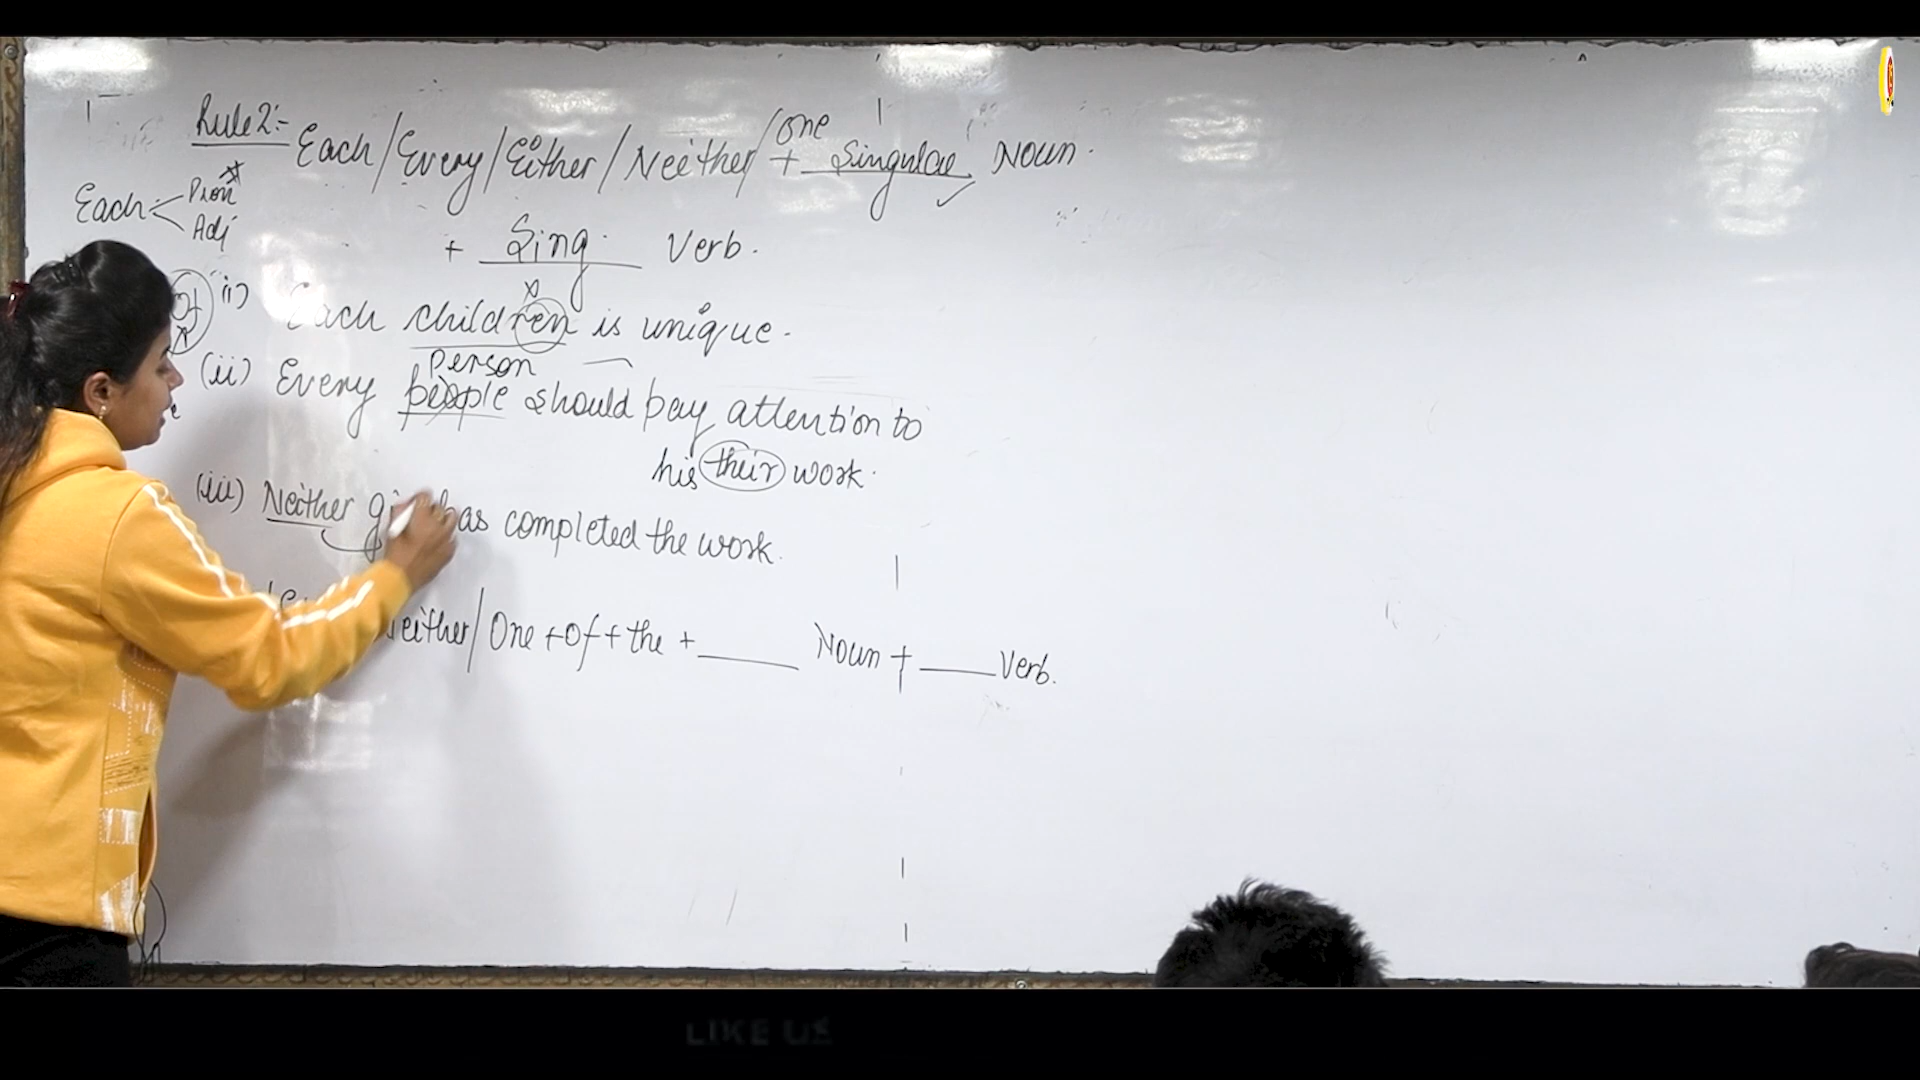 Rule 2:- Each/Every/Either/Neither/one + Singular Noun.
Each Pron Adj
+ Sing. Verb.
(i) Each children is unique.
person
(ii) Every people should pay attention to
his their work.
(iii) Neither has completed the work.
Neither/One + of + the + ____ Noun + ____ Verb.
LIKE US